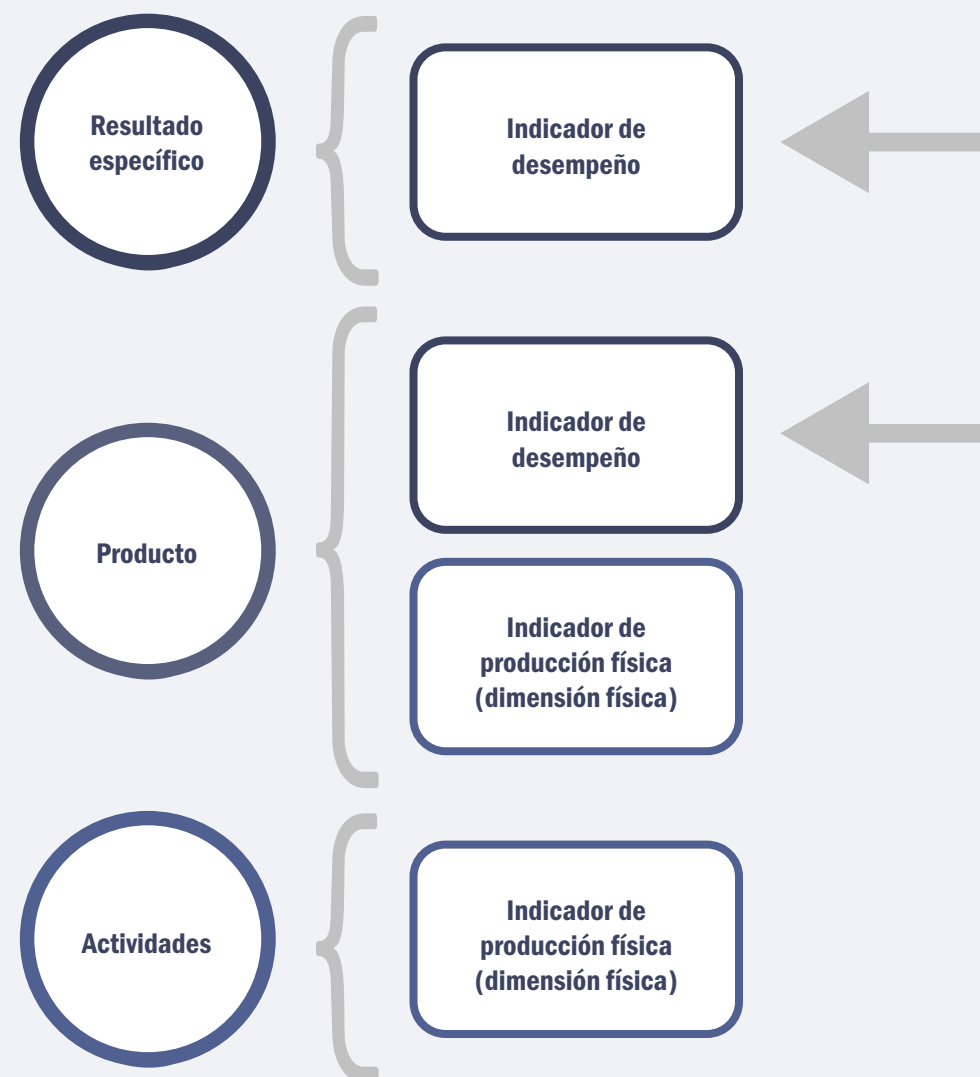 Resultado
específico
Indicador de
desempeño
Producto
Indicador de
desempeño
Indicador de
producción física
(dimensión física)
Actividades
Indicador de
producción física
(dimensión física)